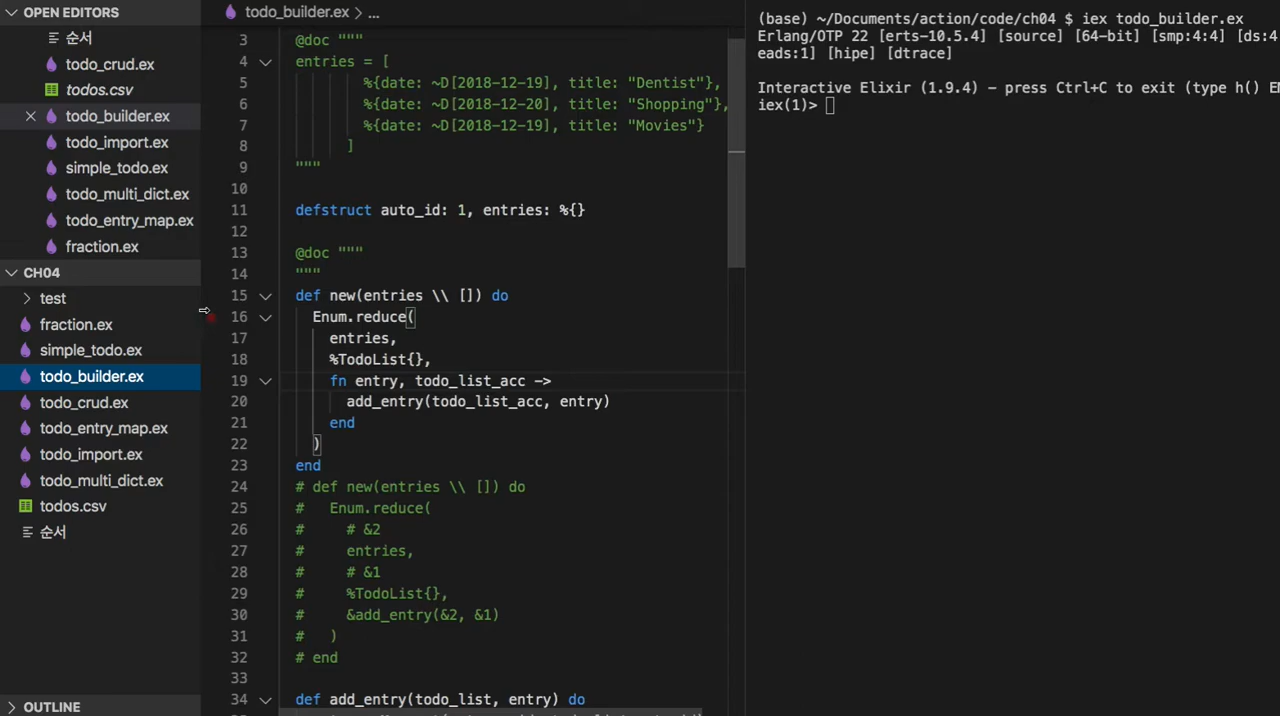 OPEN EDITORS
순서
todo_crud.ex
todos.csv
todo_builder.ex
todo_import.ex
simple_todo.ex
todo_multi_dict.ex
todo_entry_map.ex
fraction.ex
CH04
test
fraction.ex
simple_todo.ex
todo_builder.ex
todo_crud.ex
todo_entry_map.ex
todo_import.ex
todo_multi_dict.ex
todos.csv
순서
OUTLINE
todo_builder.ex > ...
3 @doc """
4 entries = [
5 %{date: ~D[2018-12-19], title: "Dentist"},
6 %{date: ~D[2018-12-20], title: "Shopping"},
7 %{date: ~D[2018-12-19], title: "Movies"}
8 ]
9 """
10
11 defstruct auto_id: 1, entries: %{}
12
13 @doc """
14 """
15 def new(entries \\ []) do
16 Enum.reduce(
17 entries,
18 %TodoList{},
19 fn entry, todo_list_acc ->
20 add_entry(todo_list_acc, entry)
21 end
22 )
23 end
24 # def new(entries \\ []) do
25 # Enum.reduce(
26 # # &2
27 # entries,
28 # # &1
29 # %TodoList{},
30 # &add_entry(&2, &1)
31 # )
32 # end
33
34 def add_entry(todo_list, entry) do
(base) ~/Documents/action/code/ch04 $ iex todo_builder.ex
Erlang/OTP 22 [erts-10.5.4] [source] [64-bit] [smp:4:4] [ds:4
eads:1] [hipe] [dtrace]
Interactive Elixir (1.9.4) - press Ctrl+C to exit (type h() EN
iex(1)>